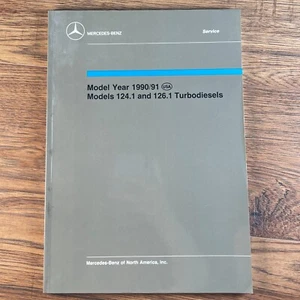 MERCEDES-BENZ Service
Model Year 1990/91 USA
Models 124.1 and 126.1 Turbodiesels
Mercedes-Benz of North America, Inc.